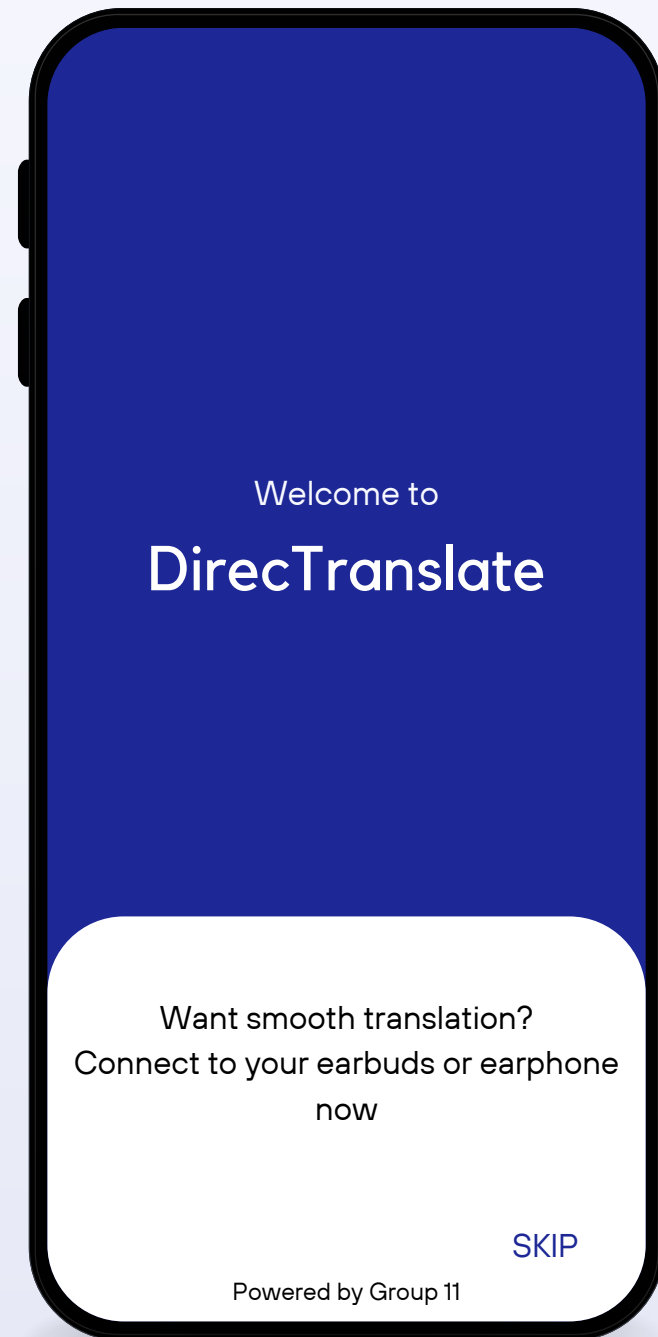 Welcome to
DirecTranslate
Want smooth translation?
Connect to your earbuds or earphone
now
SKIP
Powered by Group 11